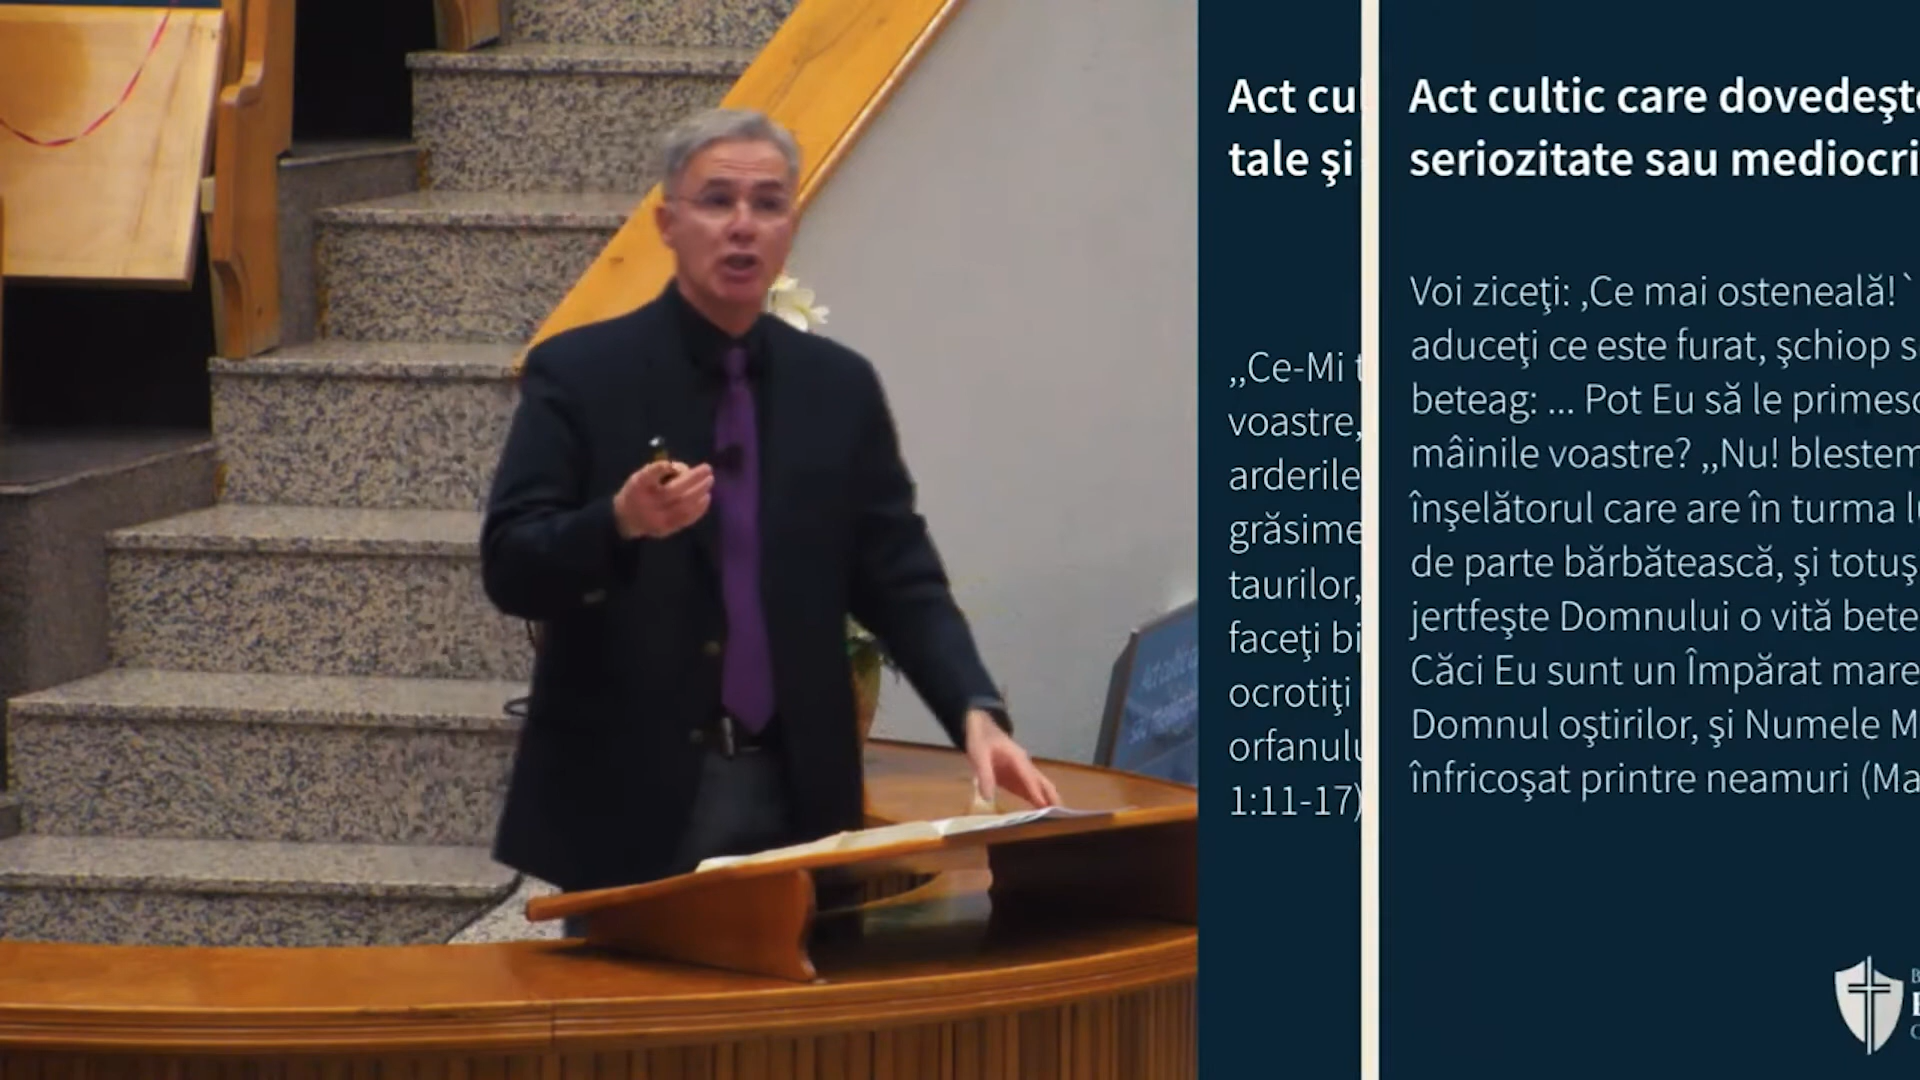 Act cul
tale şi
,,Ce-Mi
voastre,
arderile
grăsime
taurilor,
faceţi bi
ocrotiţi
orfanulu
1:11-17)
Act cultic care dovedeşte
seriozitate sau mediocri
Voi ziceţi: ,Ce mai osteneală!`
aduceţi ce este furat, şchiop s
beteag: ... Pot Eu să le primesc
mâinile voastre? ,,Nu! blestem
înşelătorul care are în turma lu
de parte bărbătească, şi totuş
jertfeşte Domnului o vită bete
Căci Eu sunt un Împărat mare
Domnul oştirilor, şi Numele M
înfricoşat printre neamuri (Ma